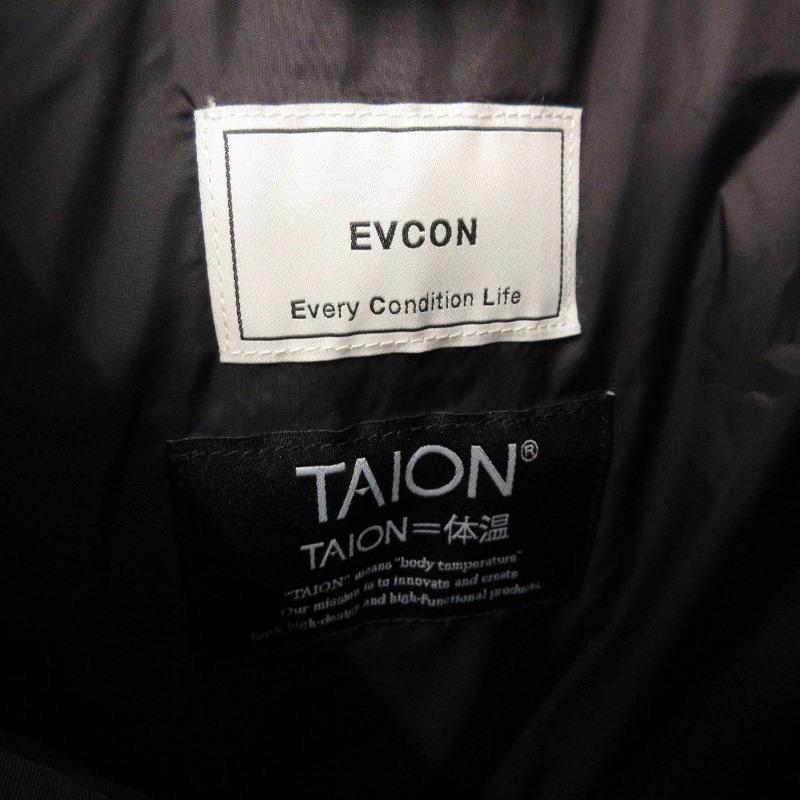 EVCON
Every Condition Life
TAION®
TAION=体温
"TAION" means "body temperature"
Our mission is to innovate and create
both high-density and high-functional products.